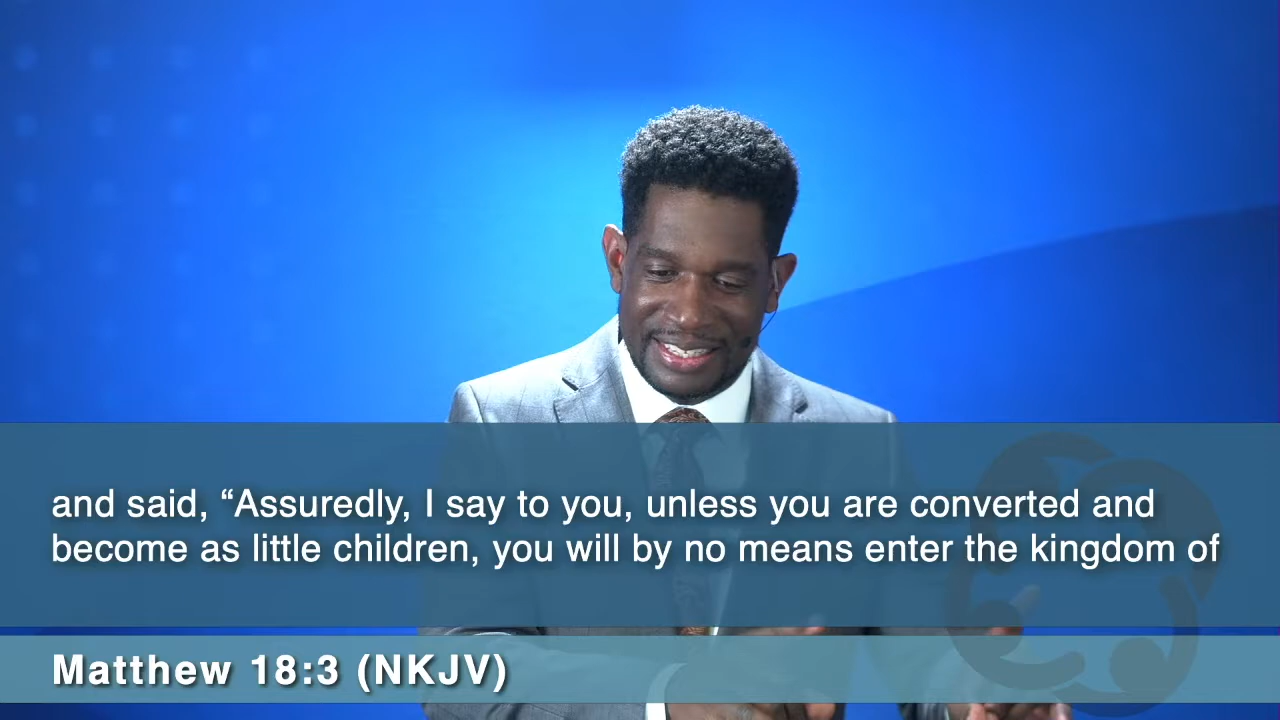 and said, “Assuredly, I say to you, unless you are converted and
become as little children, you will by no means enter the kingdom of
Matthew 18:3 (NKJV)